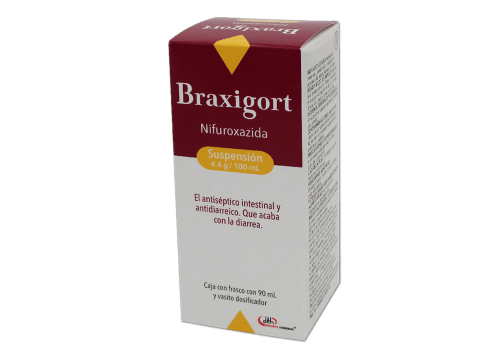 Braxigort
Nifuroxazida
Suspensión
4.4 g / 100 mL
El antiséptico intestinal y
antidiarreico. Que acaba
con la diarrea.
Caja con frasco con 90 mL
y vasito dosificador